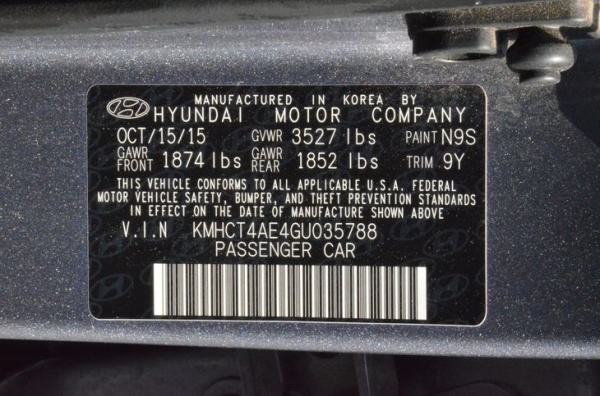 MANUFACTURED IN KOREA BY
HYUNDAI MOTOR COMPANY
OCT/15/15 GVWR 3527 lbs PAINT N9S
GAWR FRONT 1874 lbs GAWR REAR 1852 lbs TRIM 9Y
THIS VEHICLE CONFORMS TO ALL APPLICABLE U.S.A. FEDERAL
MOTOR VEHICLE SAFETY, BUMPER, AND THEFT PREVENTION STANDARDS
IN EFFECT ON THE DATE OF MANUFACTURE SHOWN ABOVE
V.I.N KMHCT4AE4GU035788
PASSENGER CAR